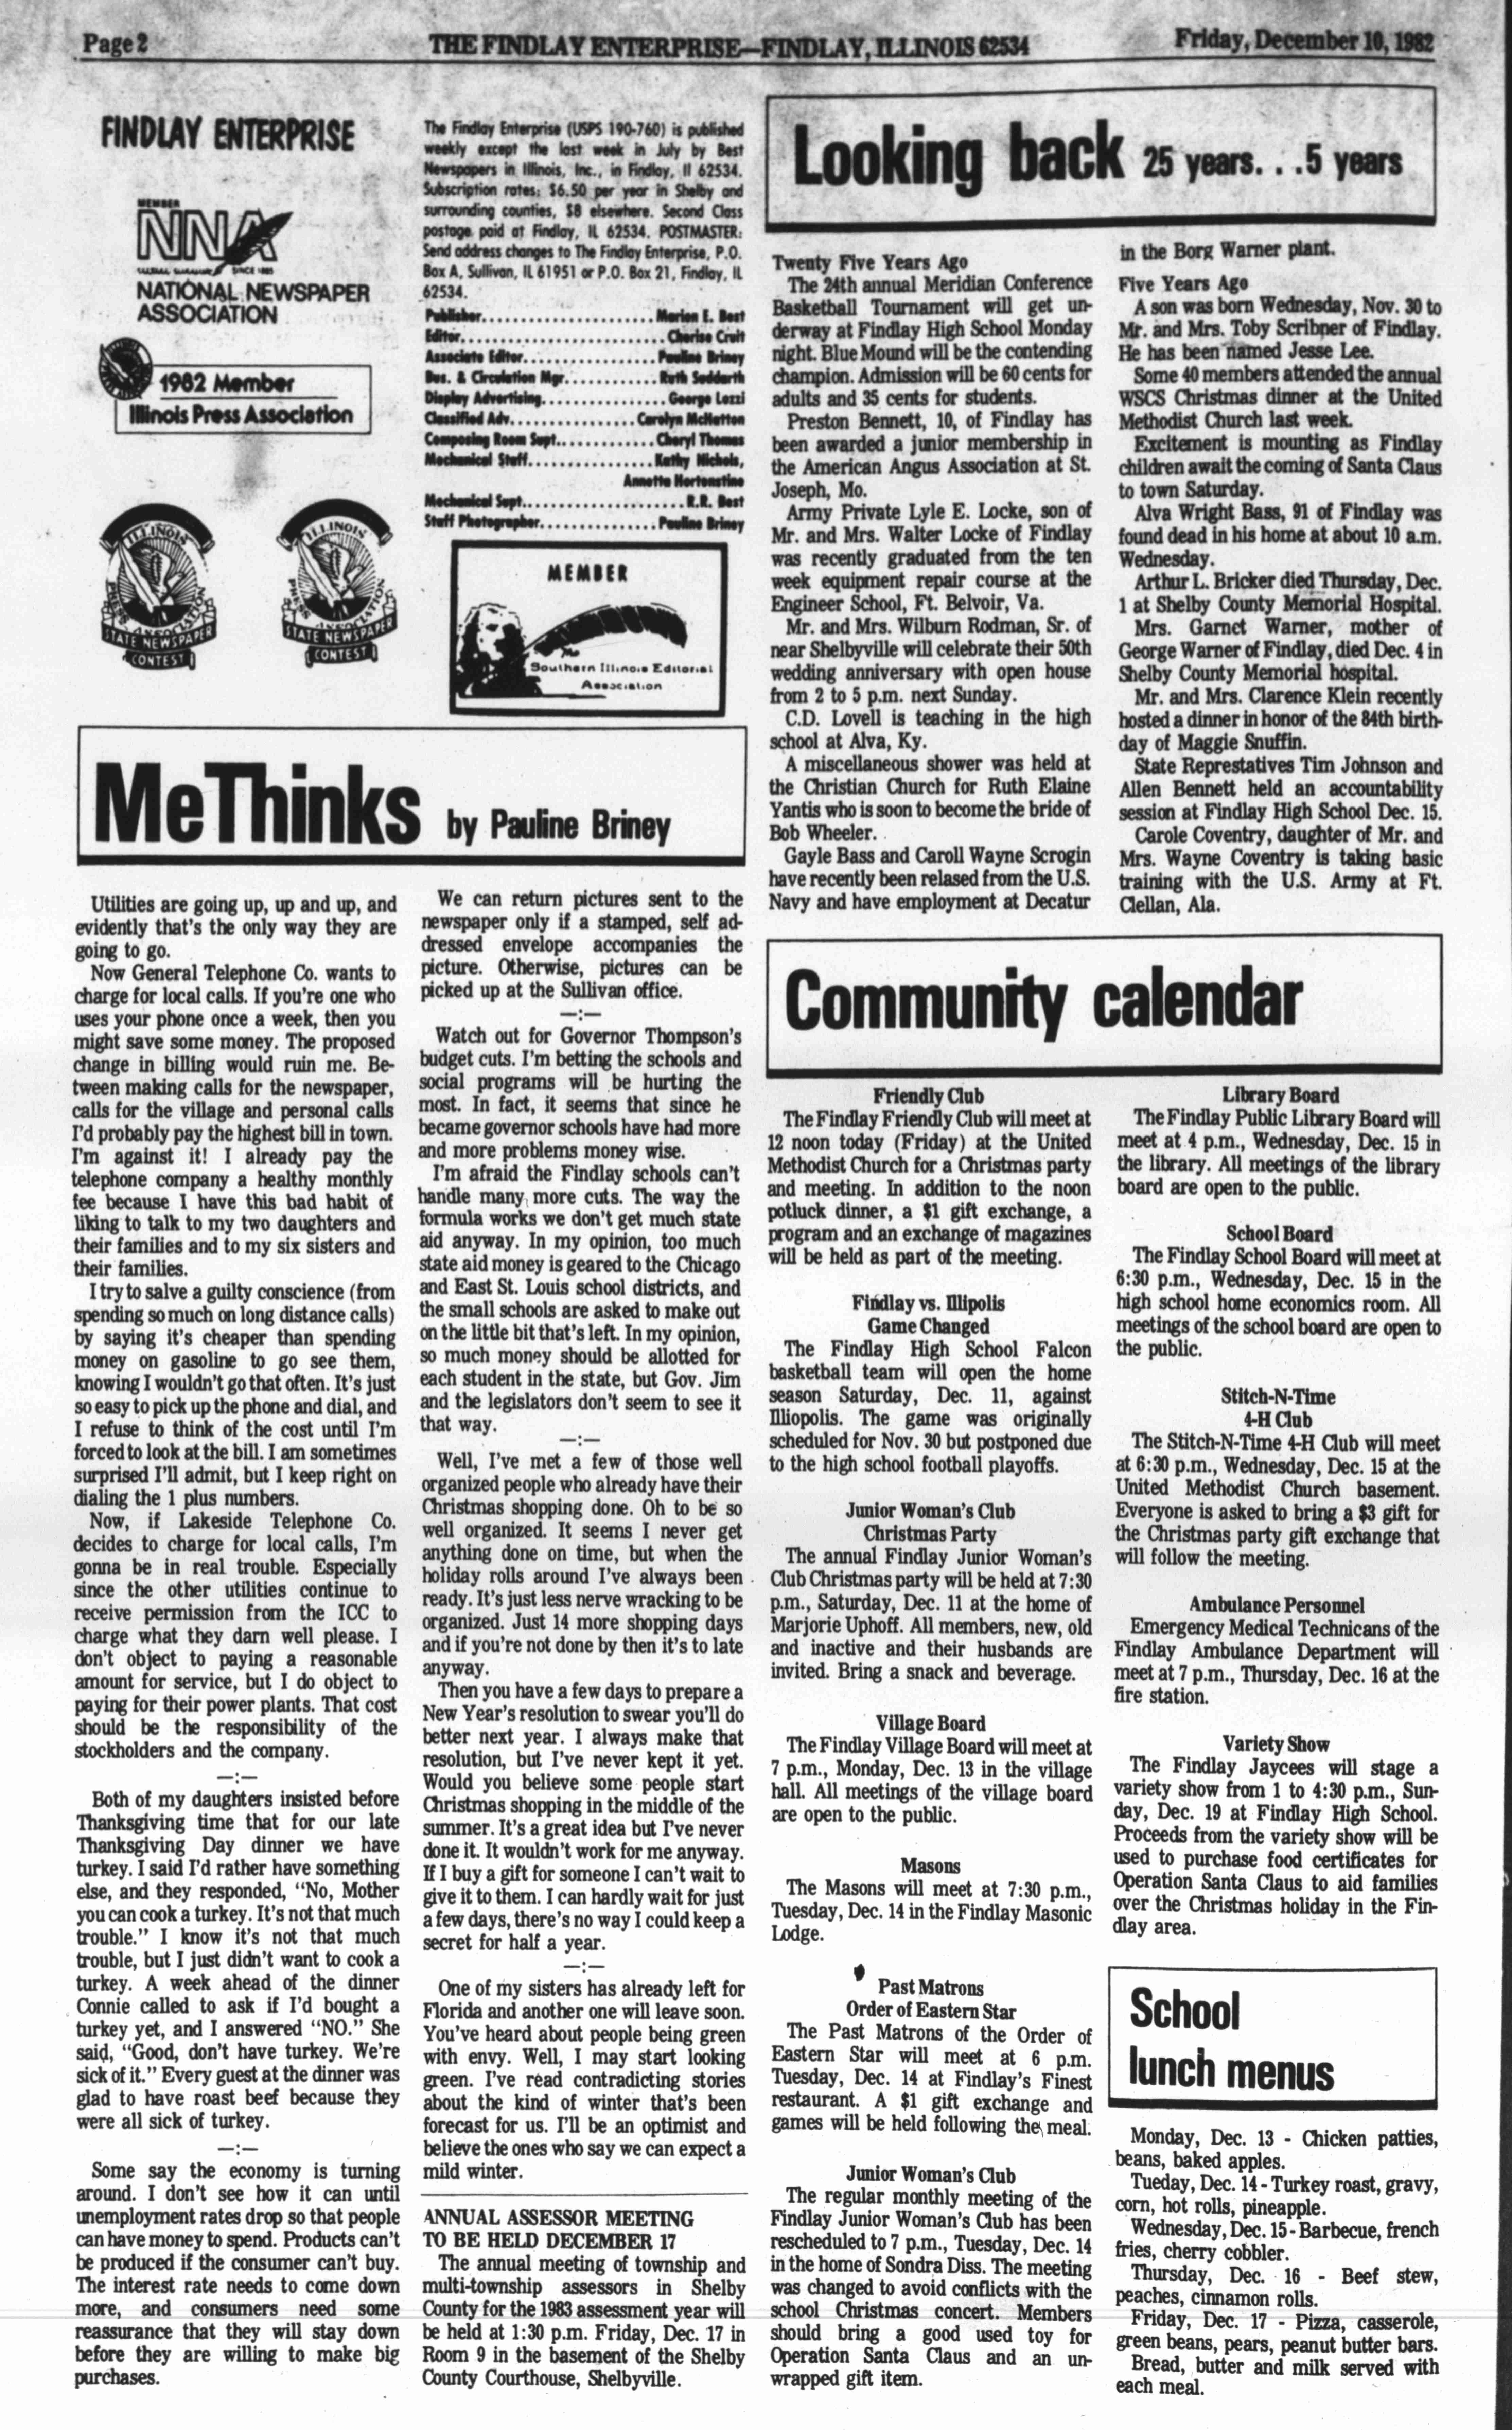 Page 2
THE FINDLAY ENTERPRISE—FINDLAY, ILLINOIS 62534
Friday, December 10, 1982
FINDLAY ENTERPRISE
MEMBER
NNA
SINCE 1885
NATIONAL NEWSPAPER
ASSOCIATION
1982 Member
Illinois Press Association
ILLINOIS
PRESS ASSOCIATION
STATE NEWSPAPER
CONTEST
ILLINOIS
PRESS ASSOCIATION
STATE NEWSPAPER
CONTEST
The Findlay Enterprise (USPS 190-760) is published
weekly except the last week in July by Best
Newspapers in Illinois, Inc., in Findlay, Il 62534.
Subscription rates: $6.50 per year in Shelby and
surrounding counties, $8 elsewhere. Second Class
postage paid at Findlay, IL 62534. POSTMASTER:
Send address changes to The Findlay Enterprise, P.O.
Box A, Sullivan, IL 61951 or P.O. Box 21, Findlay, IL
62534.
Publisher.....................Marion E. Best
Editor..........................Cherise Cruit
Associate Editor................Pauline Briney
Bus. & Circulation Mgr............Ruth Suddarth
Display Advertising................George Lozzi
Classified Adv.................Carolyn McHatton
Composing Room Supt.............Cheryl Thomas
Mechanical Staff................Kathy Nichols,
Annette Hortenstine
Mechanical Supt.....................R.R. Best
Staff Photographer...............Pauline Briney
MEMBER
The
Southern Illinois Editorial
Association
MeThinks by Pauline Briney
Utilities are going up, up and up, and
evidently that's the only way they are
going to go.
Now General Telephone Co. wants to
charge for local calls. If you're one who
uses your phone once a week, then you
might save some money. The proposed
change in billing would ruin me. Be-
tween making calls for the newspaper,
calls for the village and personal calls
I'd probably pay the highest bill in town.
I'm against it! I already pay the
telephone company a healthy monthly
fee because I have this bad habit of
liking to talk to my two daughters and
their families and to my six sisters and
their families.
I try to salve a guilty conscience (from
spending so much on long distance calls)
by saying it's cheaper than spending
money on gasoline to go see them,
knowing I wouldn't go that often. It's just
so easy to pick up the phone and dial, and
I refuse to think of the cost until I'm
forced to look at the bill. I am sometimes
surprised I'll admit, but I keep right on
dialing the 1 plus numbers.
Now, if Lakeside Telephone Co.
decides to charge for local calls, I'm
gonna be in real trouble. Especially
since the other utilities continue to
receive permission from the ICC to
charge what they darn well please. I
don't object to paying a reasonable
amount for service, but I do object to
paying for their power plants. That cost
should be the responsibility of the
stockholders and the company.
—:—
Both of my daughters insisted before
Thanksgiving time that for our late
Thanksgiving Day dinner we have
turkey. I said I'd rather have something
else, and they responded, "No, Mother
you can cook a turkey. It's not that much
trouble." I know it's not that much
trouble, but I just didn't want to cook a
turkey. A week ahead of the dinner
Connie called to ask if I'd bought a
turkey yet, and I answered "NO." She
said, "Good, don't have turkey. We're
sick of it." Every guest at the dinner was
glad to have roast beef because they
were all sick of turkey.
—:—
Some say the economy is turning
around. I don't see how it can until
unemployment rates drop so that people
can have money to spend. Products can't
be produced if the consumer can't buy.
The interest rate needs to come down
more, and consumers need some
reassurance that they will stay down
before they are willing to make big
purchases.
We can return pictures sent to the
newspaper only if a stamped, self ad-
dressed envelope accompanies the
picture. Otherwise, pictures can be
picked up at the Sullivan office.
—:—
Watch out for Governor Thompson's
budget cuts. I'm betting the schools and
social programs will be hurting the
most. In fact, it seems that since he
became governor schools have had more
and more problems money wise.
I'm afraid the Findlay schools can't
handle many more cuts. The way the
formula works we don't get much state
aid anyway. In my opinion, too much
state aid money is geared to the Chicago
and East St. Louis school districts, and
the small schools are asked to make out
on the little bit that's left. In my opinion,
so much money should be allotted for
each student in the state, but Gov. Jim
and the legislators don't seem to see it
that way.
—:—
Well, I've met a few of those well
organized people who already have their
Christmas shopping done. Oh to be so
well organized. It seems I never get
anything done on time, but when the
holiday rolls around I've always been
ready. It's just less nerve wracking to be
organized. Just 14 more shopping days
and if you're not done by then it's to late
anyway.
Then you have a few days to prepare a
New Year's resolution to swear you'll do
better next year. I always make that
resolution, but I've never kept it yet.
Would you believe some people start
Christmas shopping in the middle of the
summer. It's a great idea but I've never
done it. It wouldn't work for me anyway.
If I buy a gift for someone I can't wait to
give it to them. I can hardly wait for just
a few days, there's no way I could keep a
secret for half a year.
—:—
One of my sisters has already left for
Florida and another one will leave soon.
You've heard about people being green
with envy. Well, I may start looking
green. I've read contradicting stories
about the kind of winter that's been
forecast for us. I'll be an optimist and
believe the ones who say we can expect a
mild winter.
ANNUAL ASSESSOR MEETING
TO BE HELD DECEMBER 17
The annual meeting of township and
multi-township assessors in Shelby
County for the 1983 assessment year will
be held at 1:30 p.m. Friday, Dec. 17 in
Room 9 in the basement of the Shelby
County Courthouse, Shelbyville.
Looking back 25 years. . .5 years
Twenty Five Years Ago
The 24th annual Meridian Conference
Basketball Tournament will get un-
derway at Findlay High School Monday
night. Blue Mound will be the contending
champion. Admission will be 60 cents for
adults and 35 cents for students.
Preston Bennett, 10, of Findlay has
been awarded a junior membership in
the American Angus Association at St.
Joseph, Mo.
Army Private Lyle E. Locke, son of
Mr. and Mrs. Walter Locke of Findlay
was recently graduated from the ten
week equipment repair course at the
Engineer School, Ft. Belvoir, Va.
Mr. and Mrs. Wilburn Rodman, Sr. of
near Shelbyville will celebrate their 50th
wedding anniversary with open house
from 2 to 5 p.m. next Sunday.
C.D. Lovell is teaching in the high
school at Alva, Ky.
A miscellaneous shower was held at
the Christian Church for Ruth Elaine
Yantis who is soon to become the bride of
Bob Wheeler.
Gayle Bass and Caroll Wayne Scrogin
have recently been relased from the U.S.
Navy and have employment at Decatur
in the Borg Warner plant.
Five Years Ago
A son was born Wednesday, Nov. 30 to
Mr. and Mrs. Toby Scribner of Findlay.
He has been named Jesse Lee.
Some 40 members attended the annual
WSCS Christmas dinner at the United
Methodist Church last week.
Excitement is mounting as Findlay
children await the coming of Santa Claus
to town Saturday.
Alva Wright Bass, 91 of Findlay was
found dead in his home at about 10 a.m.
Wednesday.
Arthur L. Bricker died Thursday, Dec.
1 at Shelby County Memorial Hospital.
Mrs. Garnet Warner, mother of
George Warner of Findlay, died Dec. 4 in
Shelby County Memorial hospital.
Mr. and Mrs. Clarence Klein recently
hosted a dinner in honor of the 84th birth-
day of Maggie Snuffin.
State Represtatives Tim Johnson and
Allen Bennett held an accountability
session at Findlay High School Dec. 15.
Carole Coventry, daughter of Mr. and
Mrs. Wayne Coventry is taking basic
training with the U.S. Army at Ft.
Clellan, Ala.
Community calendar
Friendly Club
The Findlay Friendly Club will meet at
12 noon today (Friday) at the United
Methodist Church for a Christmas party
and meeting. In addition to the noon
potluck dinner, a $1 gift exchange, a
program and an exchange of magazines
will be held as part of the meeting.
Findlay vs. Illipolis
Game Changed
The Findlay High School Falcon
basketball team will open the home
season Saturday, Dec. 11, against
Illiopolis. The game was originally
scheduled for Nov. 30 but postponed due
to the high school football playoffs.
Junior Woman's Club
Christmas Party
The annual Findlay Junior Woman's
Club Christmas party will be held at 7:30
p.m., Saturday, Dec. 11 at the home of
Marjorie Uphoff. All members, new, old
and inactive and their husbands are
invited. Bring a snack and beverage.
Village Board
The Findlay Village Board will meet at
7 p.m., Monday, Dec. 13 in the village
hall. All meetings of the village board
are open to the public.
Masons
The Masons will meet at 7:30 p.m.,
Tuesday, Dec. 14 in the Findlay Masonic
Lodge.
Past Matrons
Order of Eastern Star
The Past Matrons of the Order of
Eastern Star will meet at 6 p.m.
Tuesday, Dec. 14 at Findlay's Finest
restaurant. A $1 gift exchange and
games will be held following the meal.
Junior Woman's Club
The regular monthly meeting of the
Findlay Junior Woman's Club has been
rescheduled to 7 p.m., Tuesday, Dec. 14
in the home of Sondra Diss. The meeting
was changed to avoid conflicts with the
school Christmas concert. Members
should bring a good used toy for
Operation Santa Claus and an un-
wrapped gift item.
Library Board
The Findlay Public Library Board will
meet at 4 p.m., Wednesday, Dec. 15 in
the library. All meetings of the library
board are open to the public.
School Board
The Findlay School Board will meet at
6:30 p.m., Wednesday, Dec. 15 in the
high school home economics room. All
meetings of the school board are open to
the public.
Stitch-N-Time
4-H Club
The Stitch-N-Time 4-H Club will meet
at 6:30 p.m., Wednesday, Dec. 15 at the
United Methodist Church basement.
Everyone is asked to bring a $3 gift for
the Christmas party gift exchange that
will follow the meeting.
Ambulance Personnel
Emergency Medical Technicans of the
Findlay Ambulance Department will
meet at 7 p.m., Thursday, Dec. 16 at the
fire station.
Variety Show
The Findlay Jaycees will stage a
variety show from 1 to 4:30 p.m., Sun-
day, Dec. 19 at Findlay High School.
Proceeds from the variety show will be
used to purchase food certificates for
Operation Santa Claus to aid families
over the Christmas holiday in the Fin-
dlay area.
School
lunch menus
Monday, Dec. 13 - Chicken patties,
beans, baked apples.
Tueday, Dec. 14 - Turkey roast, gravy,
corn, hot rolls, pineapple.
Wednesday, Dec. 15 - Barbecue, french
fries, cherry cobbler.
Thursday, Dec. 16 - Beef stew,
peaches, cinnamon rolls.
Friday, Dec. 17 - Pizza, casserole,
green beans, pears, peanut butter bars.
Bread, butter and milk served with
each meal.